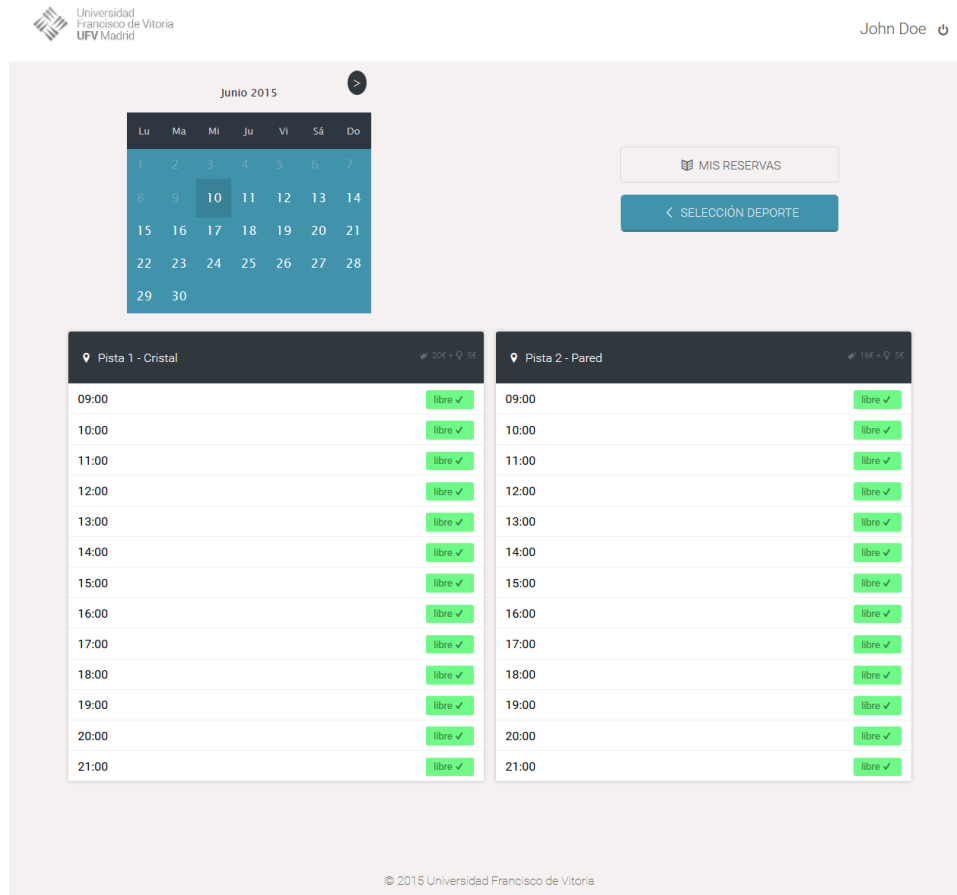 Universidad
Francisco de Vitoria
UFV Madrid
John Doe
Junio 2015 >
Lu Ma Mi Ju Vi Sá Do
1 2 3 4 5 6 7
8 9 10 11 12 13 14
15 16 17 18 19 20 21
22 23 24 25 26 27 28
29 30
MIS RESERVAS
< SELECCIÓN DEPORTE
Pista 1 - Cristal 20€ + 5€
09:00 libre ✓
10:00 libre ✓
11:00 libre ✓
12:00 libre ✓
13:00 libre ✓
14:00 libre ✓
15:00 libre ✓
16:00 libre ✓
17:00 libre ✓
18:00 libre ✓
19:00 libre ✓
20:00 libre ✓
21:00 libre ✓
Pista 2 - Pared 16€ + 5€
09:00 libre ✓
10:00 libre ✓
11:00 libre ✓
12:00 libre ✓
13:00 libre ✓
14:00 libre ✓
15:00 libre ✓
16:00 libre ✓
17:00 libre ✓
18:00 libre ✓
19:00 libre ✓
20:00 libre ✓
21:00 libre ✓
© 2015 Universidad Francisco de Vitoria